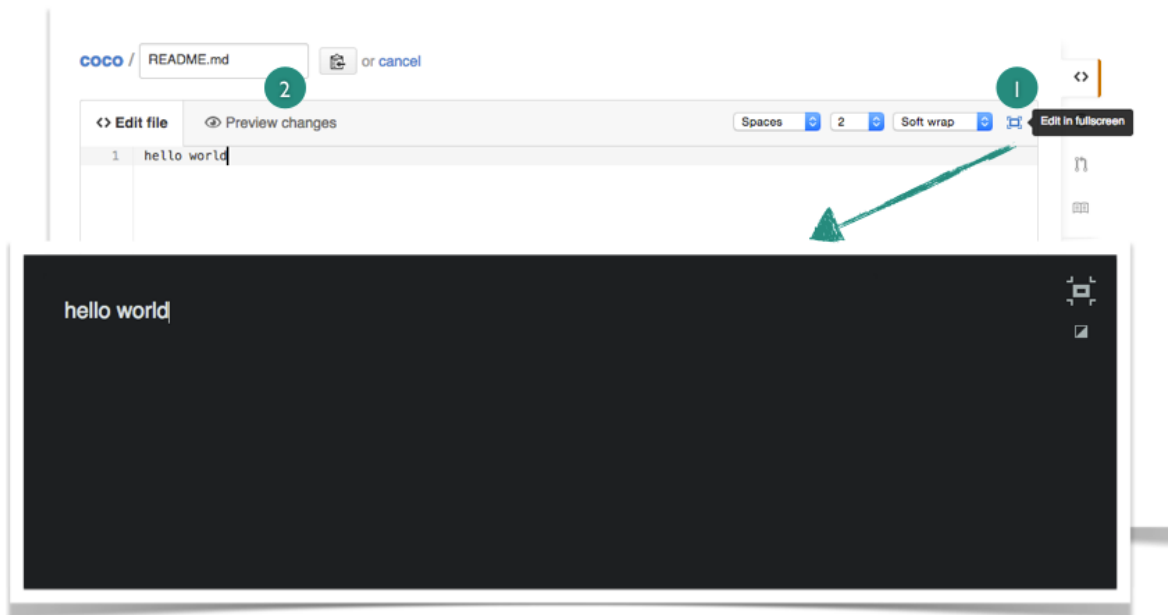 coco / README.md or cancel
2
1
<> Edit file Preview changes Spaces 2 Soft wrap Edit in fullscreen
1 hello world
hello world